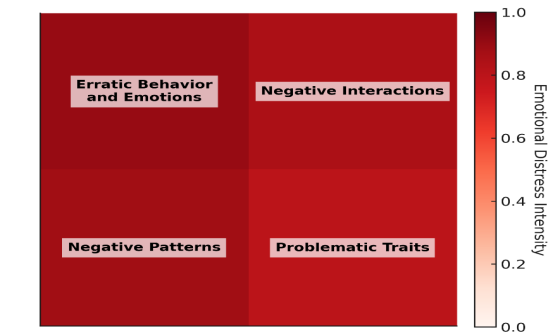 Erratic Behavior
and Emotions
Negative Interactions
Negative Patterns
Problematic Traits
1.0
0.8
0.6
0.4
0.2
0.0
Emotional Distress Intensity